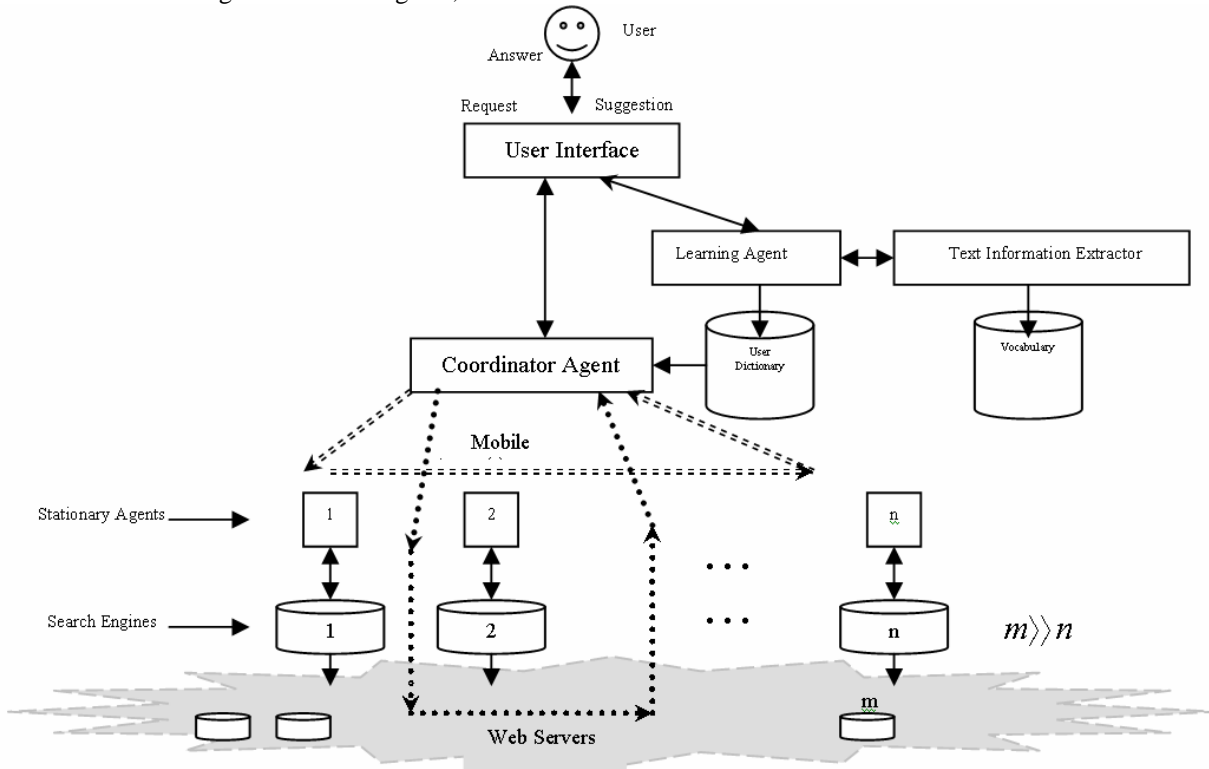 User
Answer
Request
Suggestion
User Interface
Learning Agent
Text Information Extractor
User
Dictionary
Vocabulary
Coordinator Agent
Mobile
Stationary Agents
1
2
n
Search Engines
1
2
n
m⟩⟩n
m
Web Servers